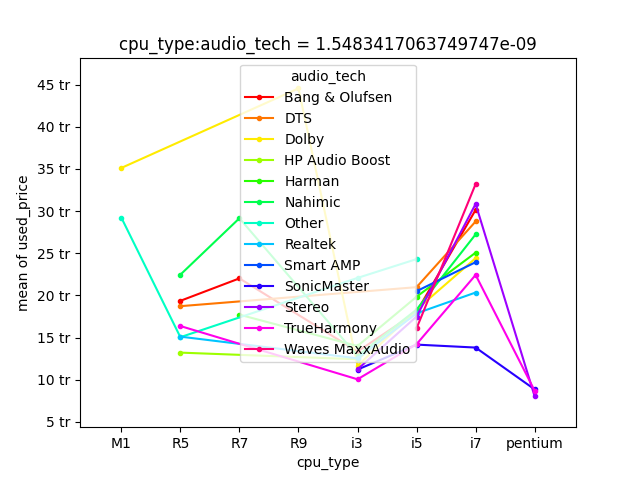 cpu_type:audio_tech = 1.5483417063749747e-09
audio_tech
Bang & Olufsen
DTS
Dolby
HP Audio Boost
Harman
Nahimic
Other
Realtek
Smart AMP
SonicMaster
Stereo
TrueHarmony
Waves MaxxAudio
mean of used_price
45 tr
40 tr
35 tr
30 tr
25 tr
20 tr
15 tr
10 tr
5 tr
M1 R5 R7 R9 i3 i5 i7 pentium
cpu_type